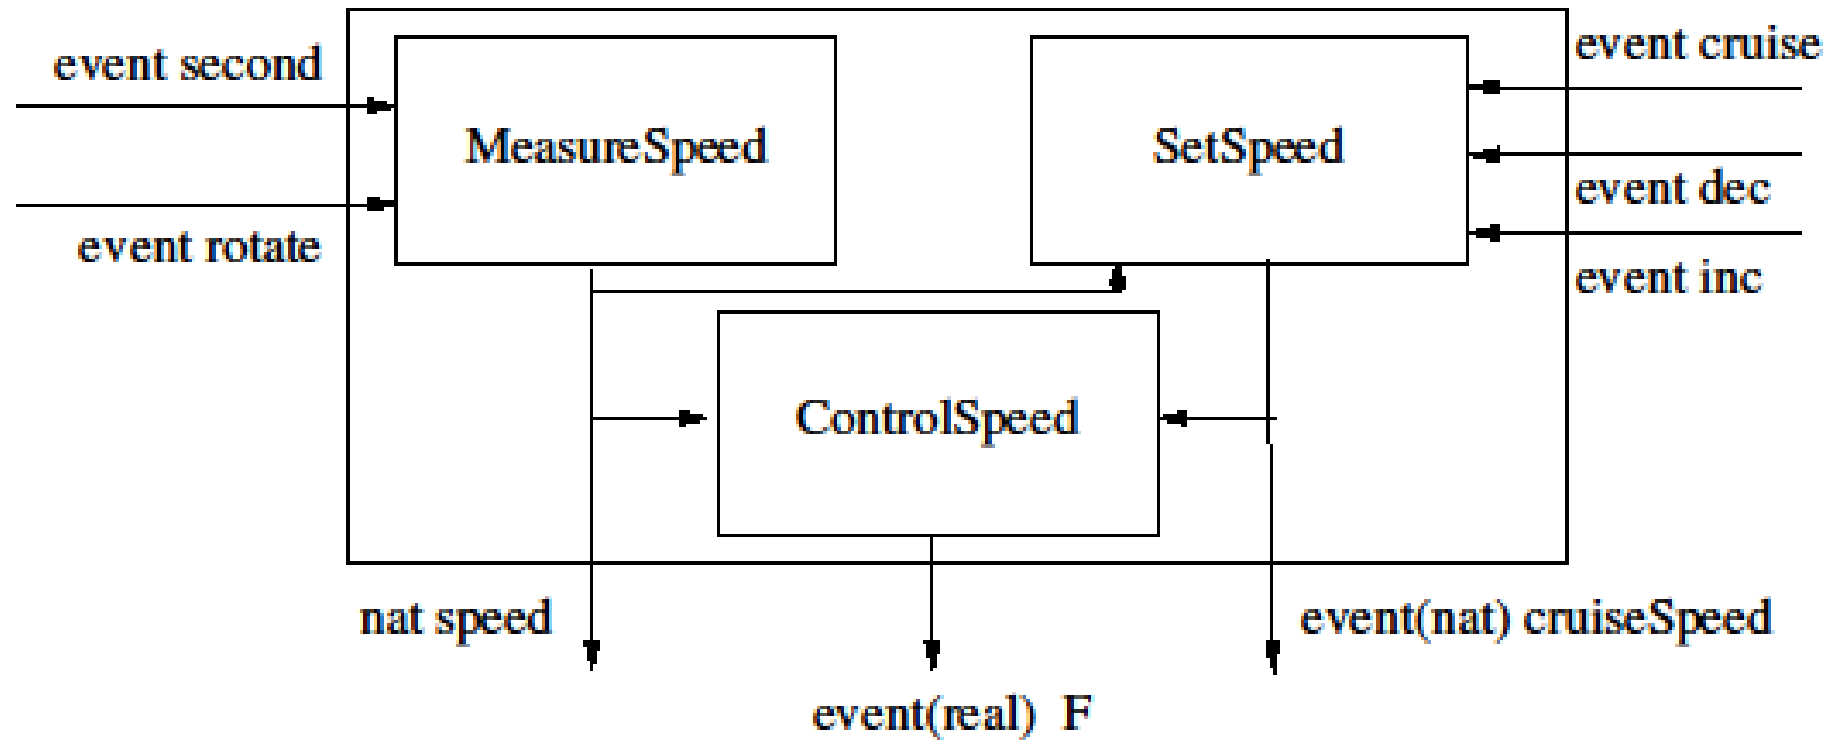 event second
event cruise
MeasureSpeed
SetSpeed
event dec
event rotate
event inc
ControlSpeed
nat speed
event(nat) cruiseSpeed
event(real) F